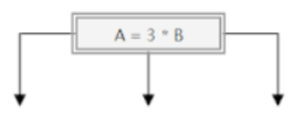 A = 3 * B